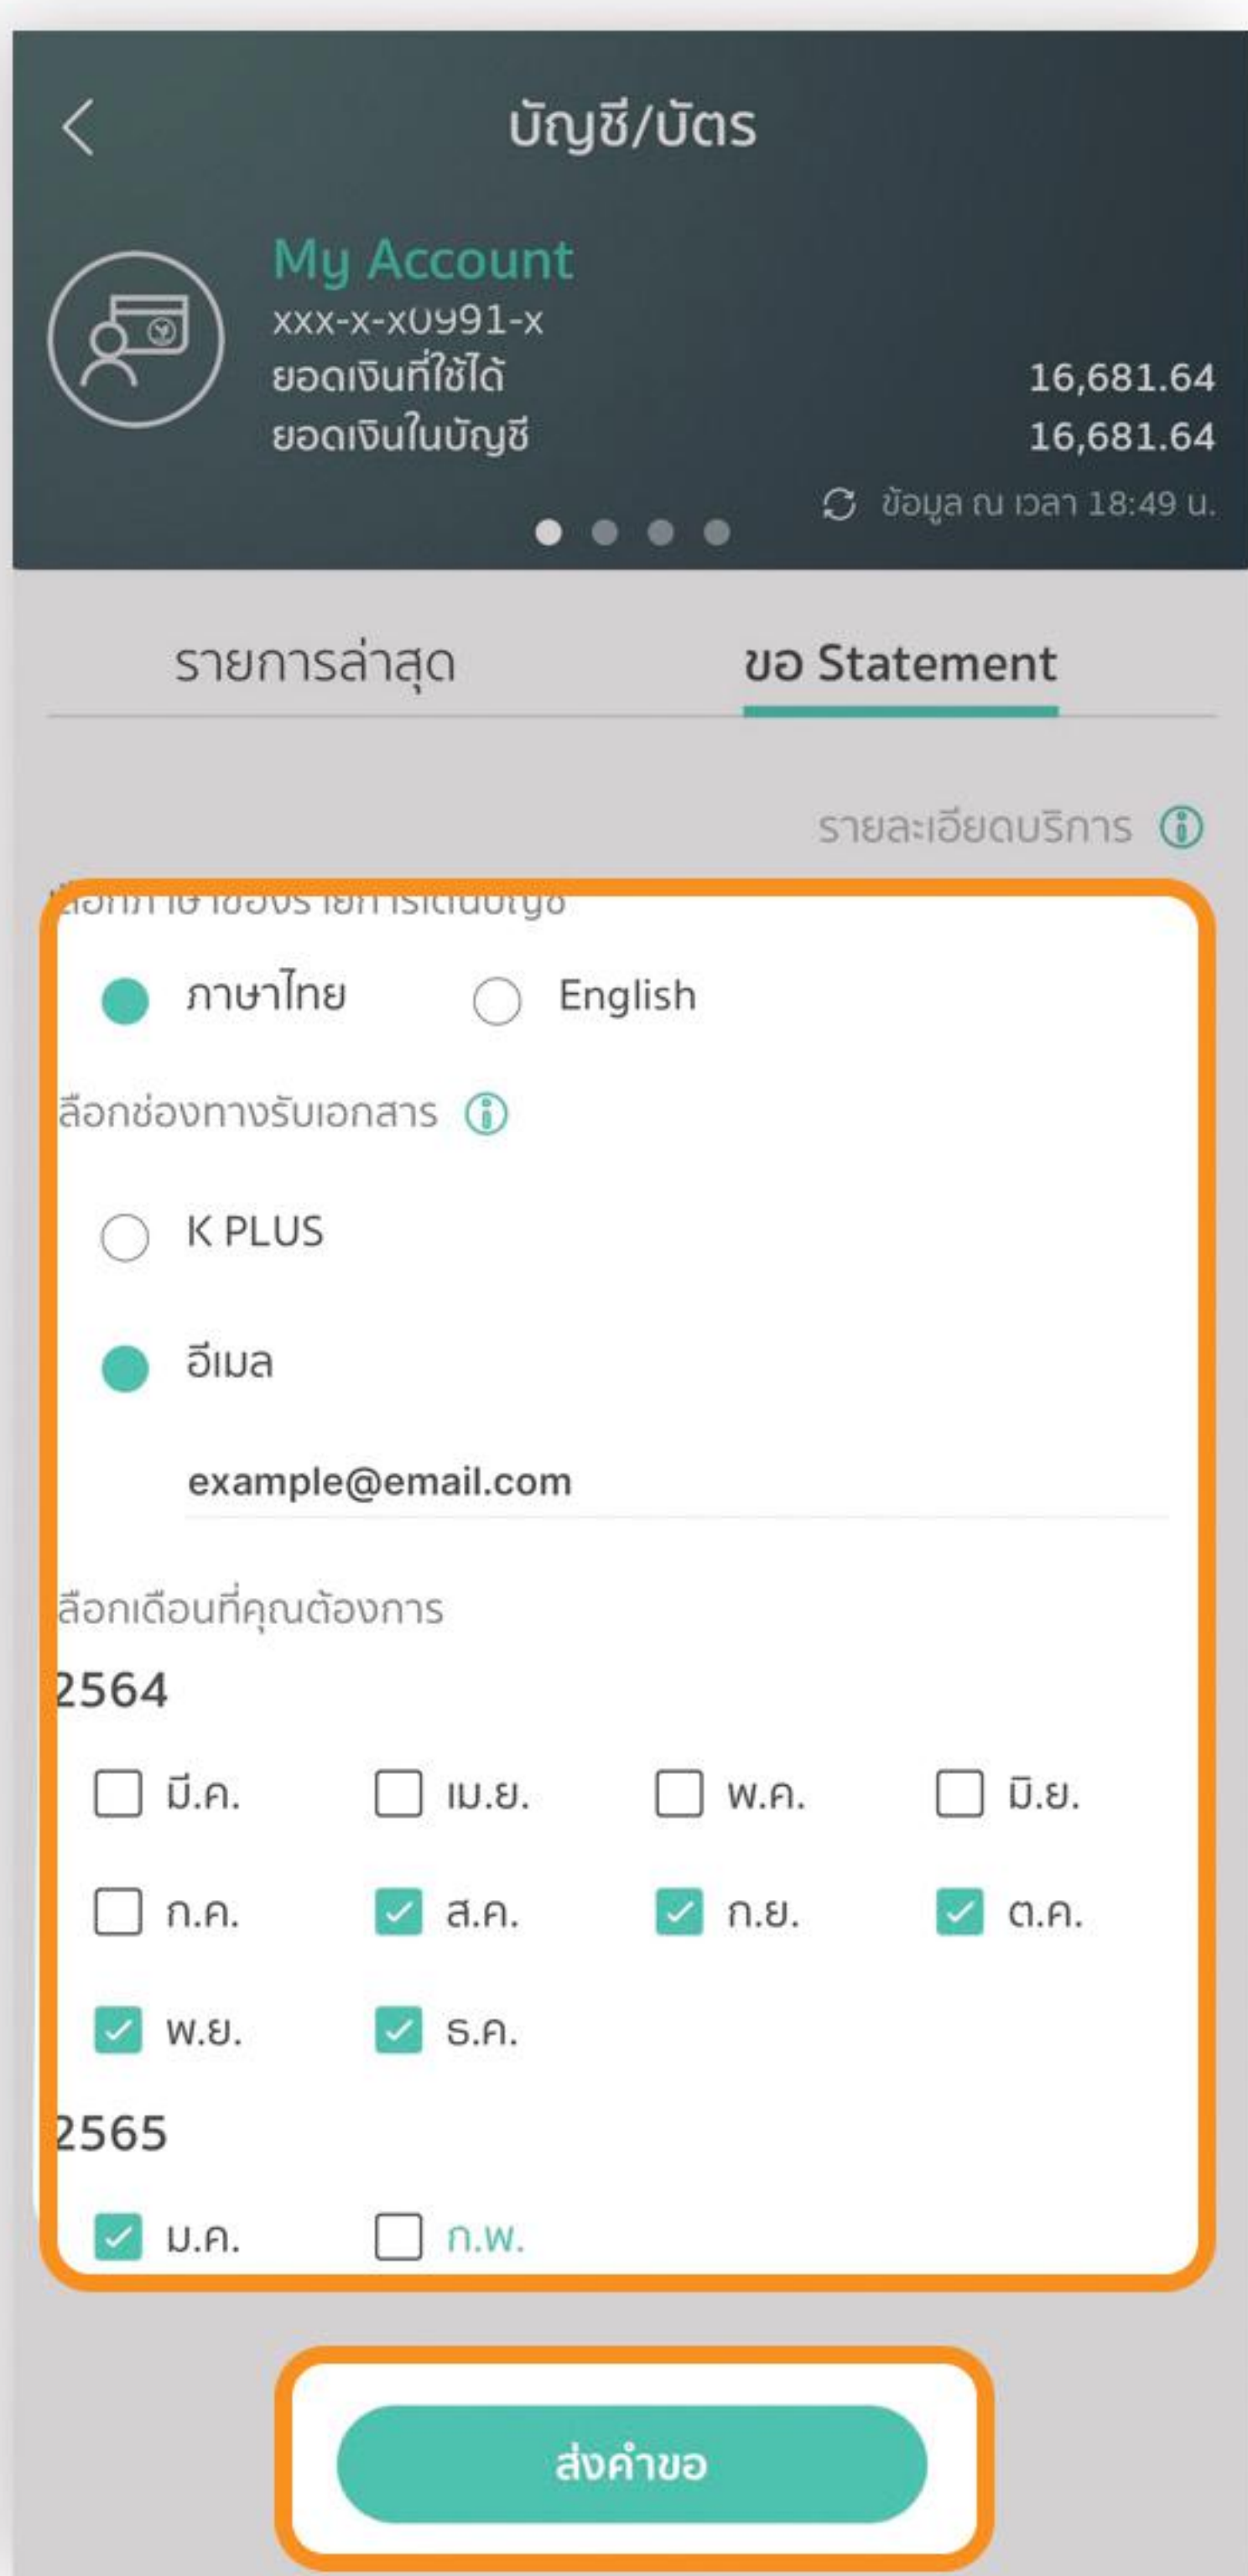 บัญชี/บัตร
My Account
xxx-x-x0991-x
ยอดเงินที่ใช้ได้ 16,681.64
ยอดเงินในบัญชี 16,681.64
ข้อมูล ณ เวลา 18:49 น.
รายการล่าสุด ขอ Statement
รายละเอียดบริการ
ภาษาไทย English
ลือกช่องทางรับเอกสาร
K PLUS
อีเมล
example@email.com
ลือกเดือนที่คุณต้องการ
2564
มี.ค. เม.ย. พ.ค. มิ.ย.
ก.ค. ส.ค. ก.ย. ต.ค.
พ.ย. ธ.ค.
2565
ม.ค. ก.พ.
ส่งคำขอ